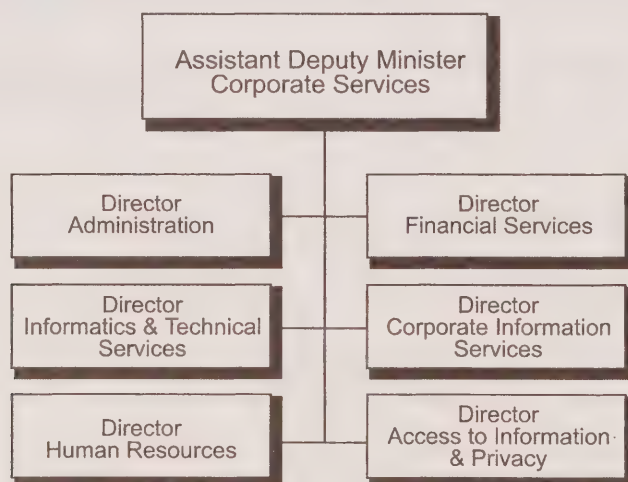 Assistant Deputy Minister
Corporate Services
Director
Administration
Director
Financial Services
Director
Informatics & Technical
Services
Director
Corporate Information
Services
Director
Human Resources
Director
Access to Information
& Privacy